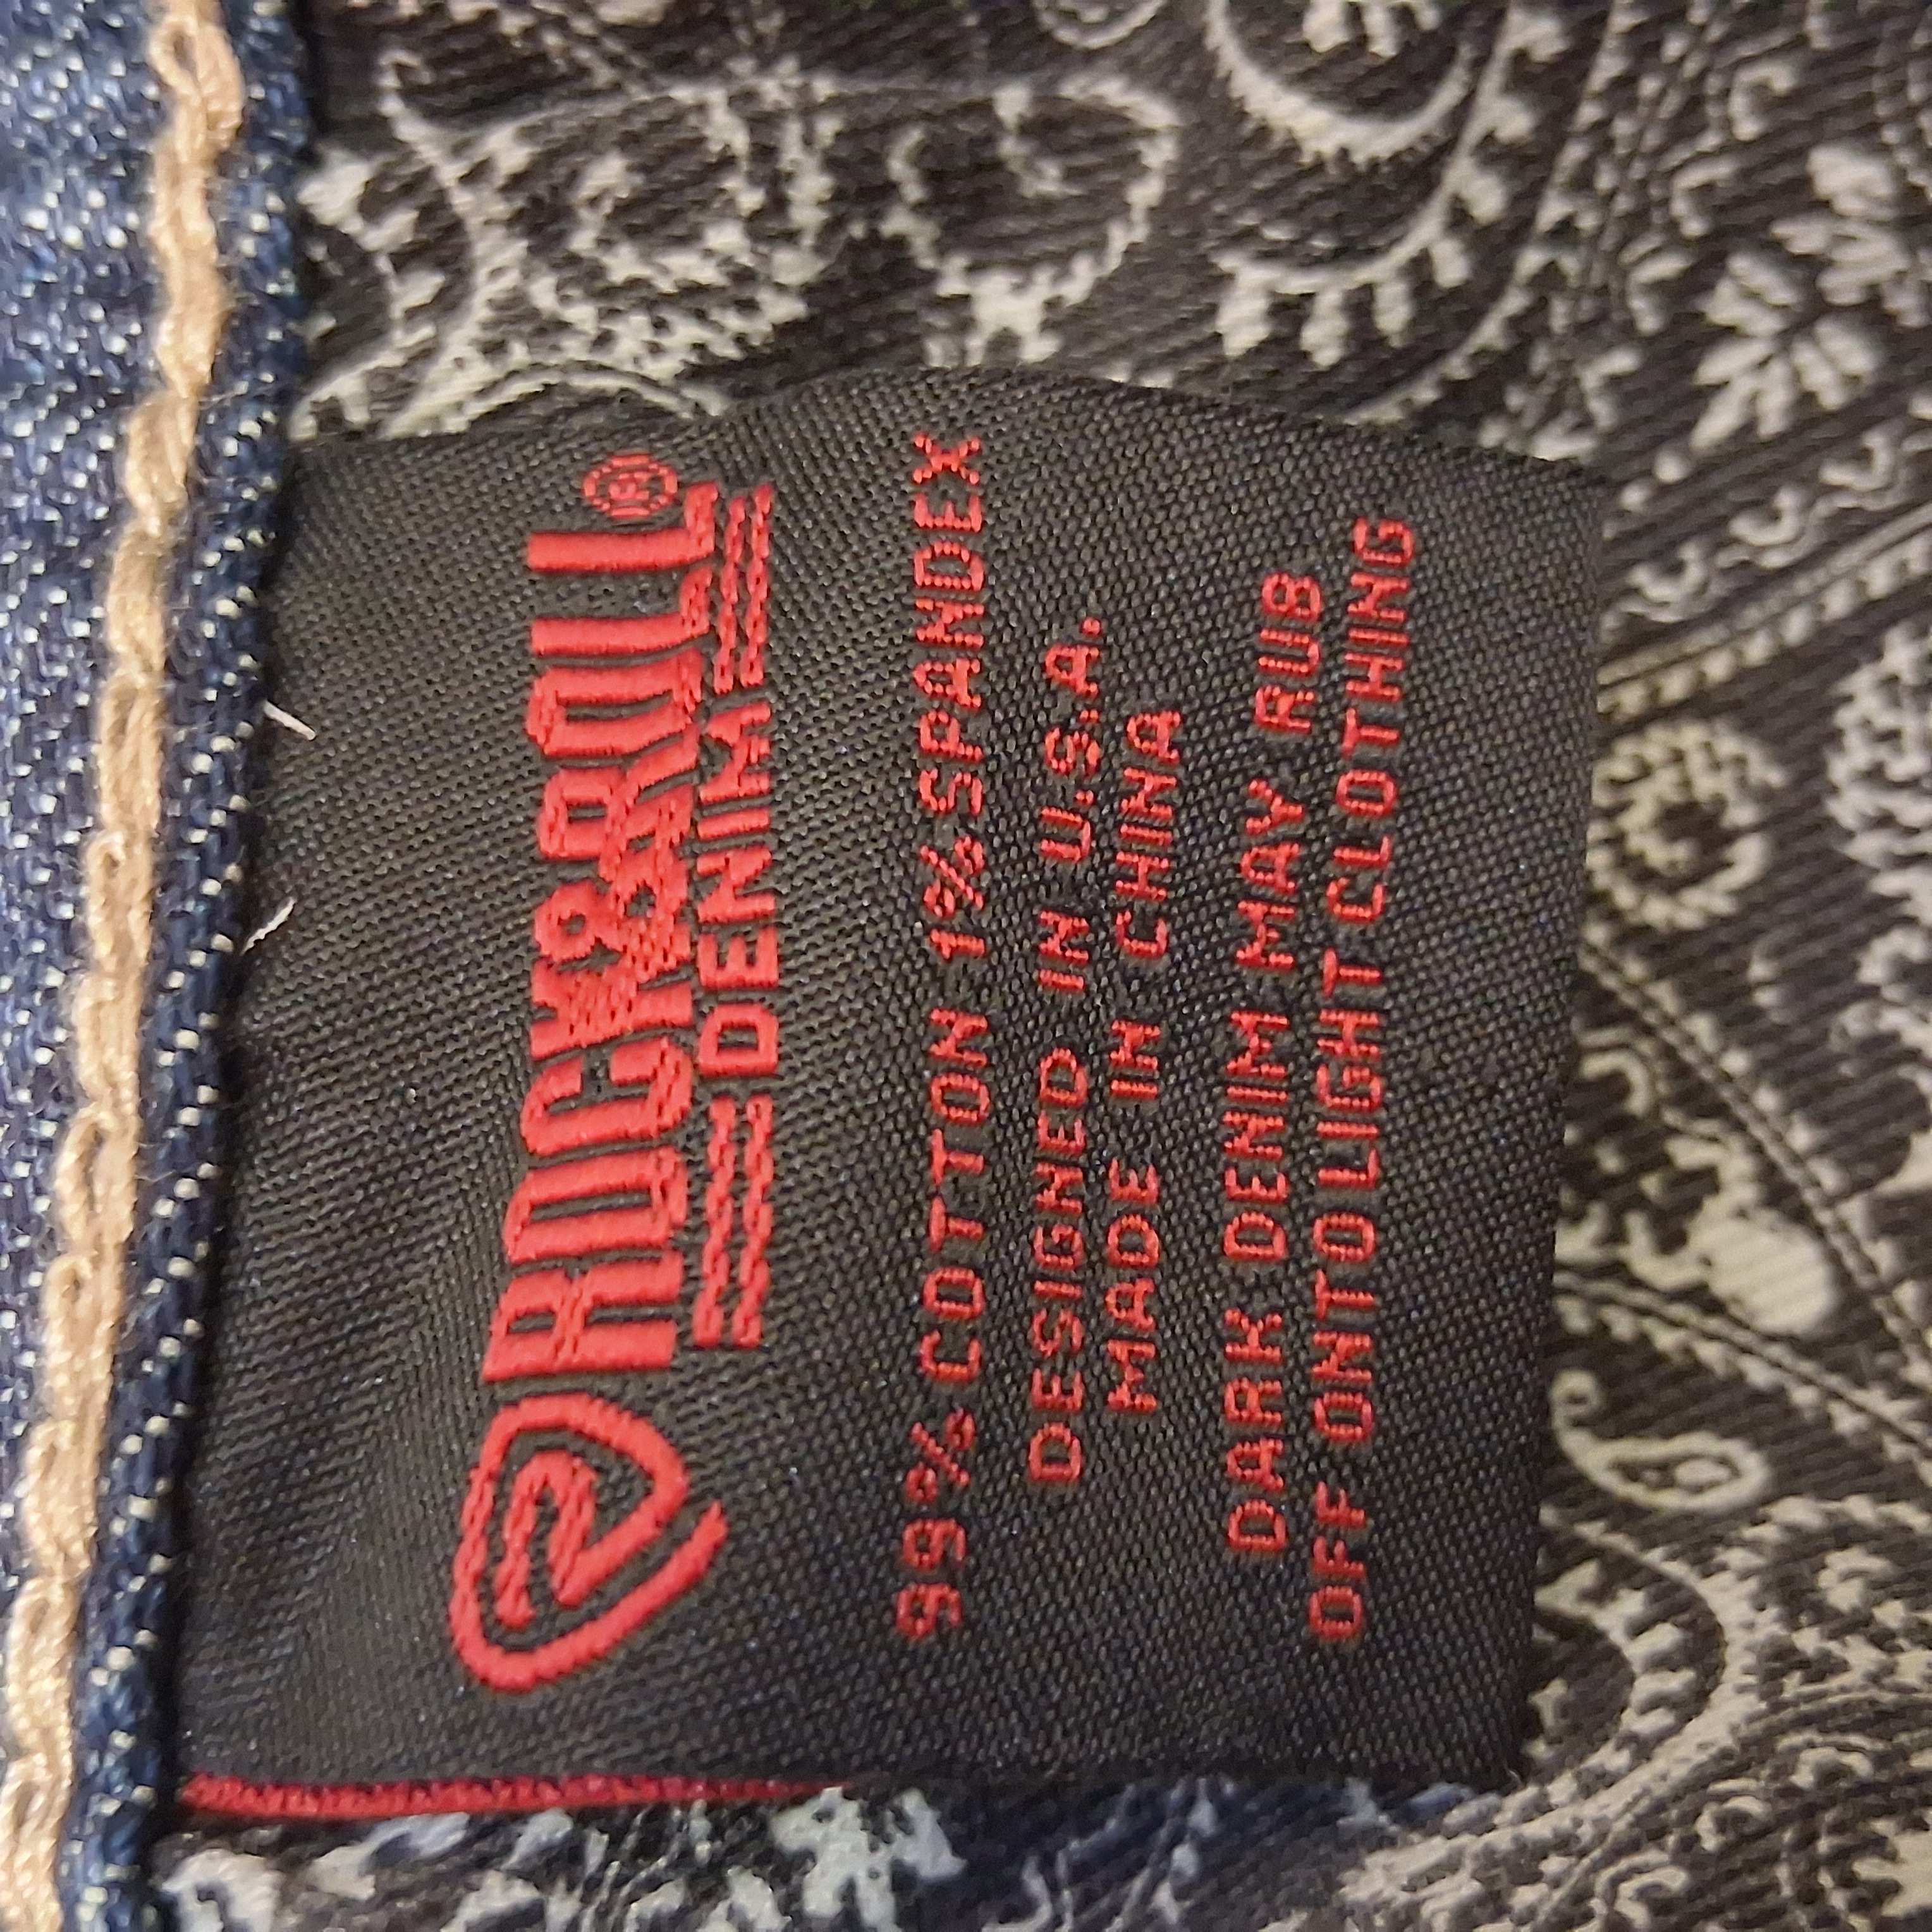 ROCK & ROLL®
DENIM
99% COTTON 1% SPANDEX
DESIGNED IN U.S.A.
MADE IN CHINA
DARK DENIM MAY RUB
OFF ONTO LIGHT CLOTHING